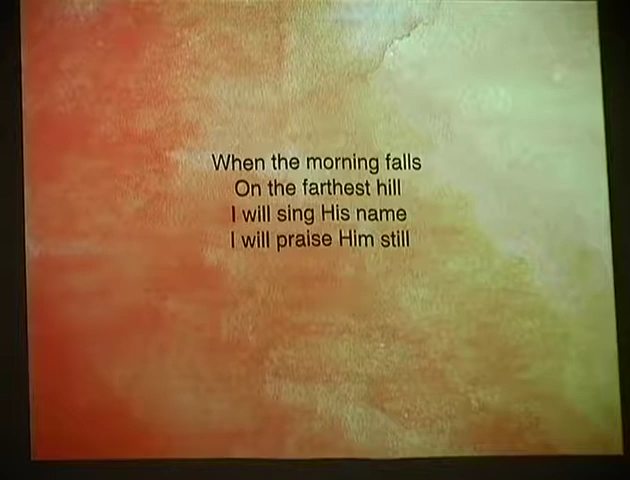 When the morning falls
On the farthest hill
I will sing His name
I will praise Him still